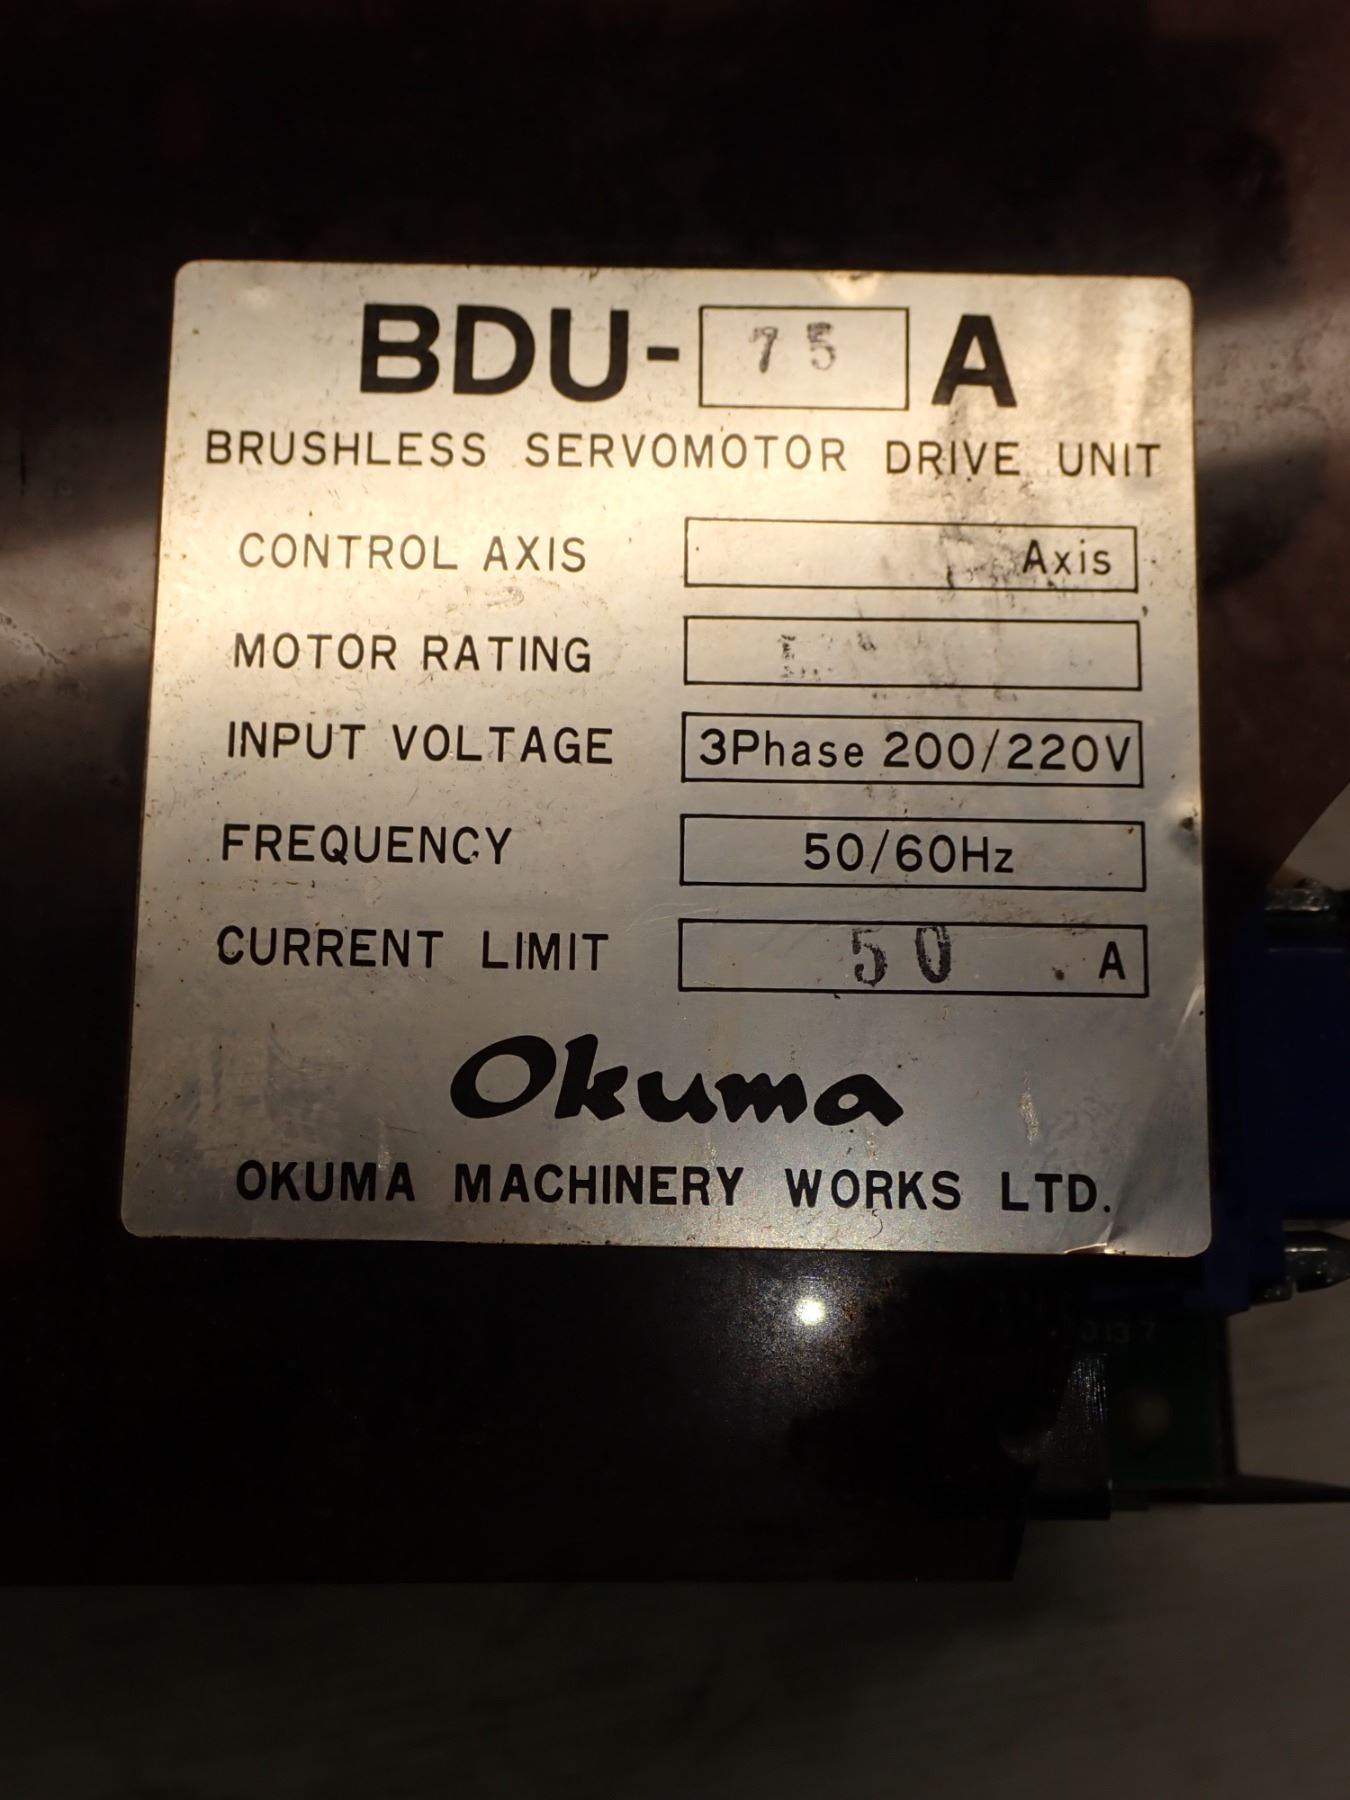 BDU-75 A
BRUSHLESS SERVOMOTOR DRIVE UNIT
CONTROL AXIS Axis
MOTOR RATING
INPUT VOLTAGE 3Phase 200/220V
FREQUENCY 50/60Hz
CURRENT LIMIT 50 A
Okuma
OKUMA MACHINERY WORKS LTD.